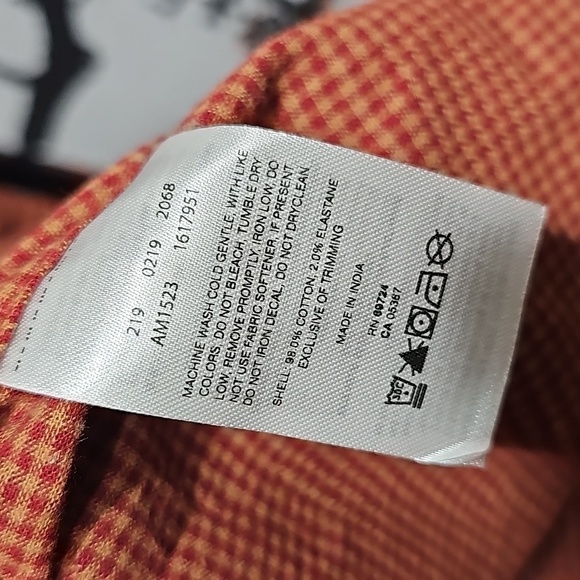 219 0219 2068
AM1523 1617951
MACHINE WASH COLD GENTLE, WITH LIKE
COLORS. DO NOT BLEACH. TUMBLE DRY
LOW. REMOVE PROMPTLY. IRON LOW. DO
NOT USE FABRIC SOFTENER. IF PRESENT
DO NOT IRON DECAL. DO NOT DRYCLEAN
SHELL: 98.0% COTTON, 2.0% ELASTANE
EXCLUSIVE OF TRIMMING
MADE IN INDIA
RN 69724
CA 05367
30C